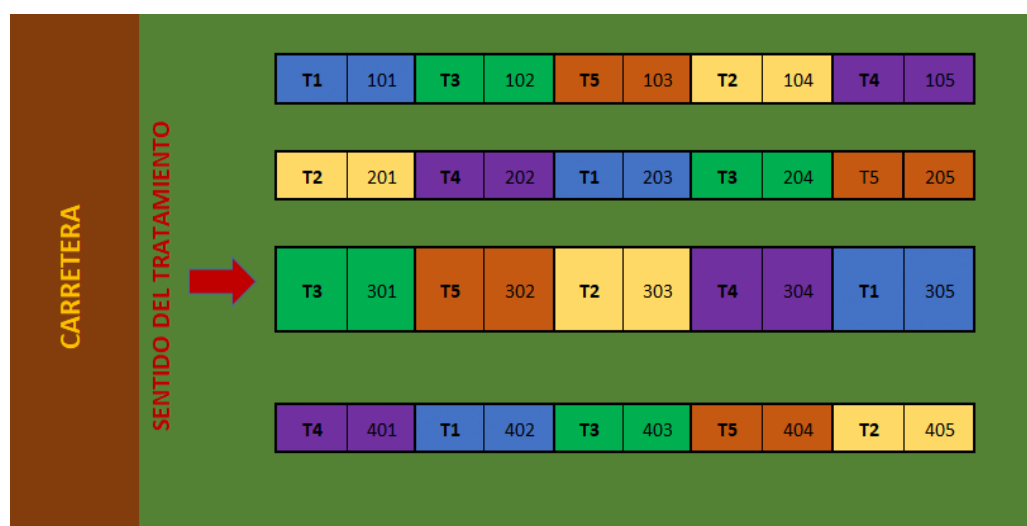 CARRETERA
SENTIDO DEL TRATAMIENTO
T1 101 T3 102 T5 103 T2 104 T4 105
T2 201 T4 202 T1 203 T3 204 T5 205
T3 301 T5 302 T2 303 T4 304 T1 305
T4 401 T1 402 T3 403 T5 404 T2 405